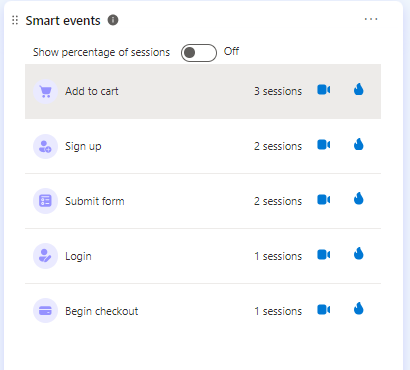 Smart events
Show percentage of sessions Off
Add to cart 3 sessions
Sign up 2 sessions
Submit form 2 sessions
Login 1 sessions
Begin checkout 1 sessions